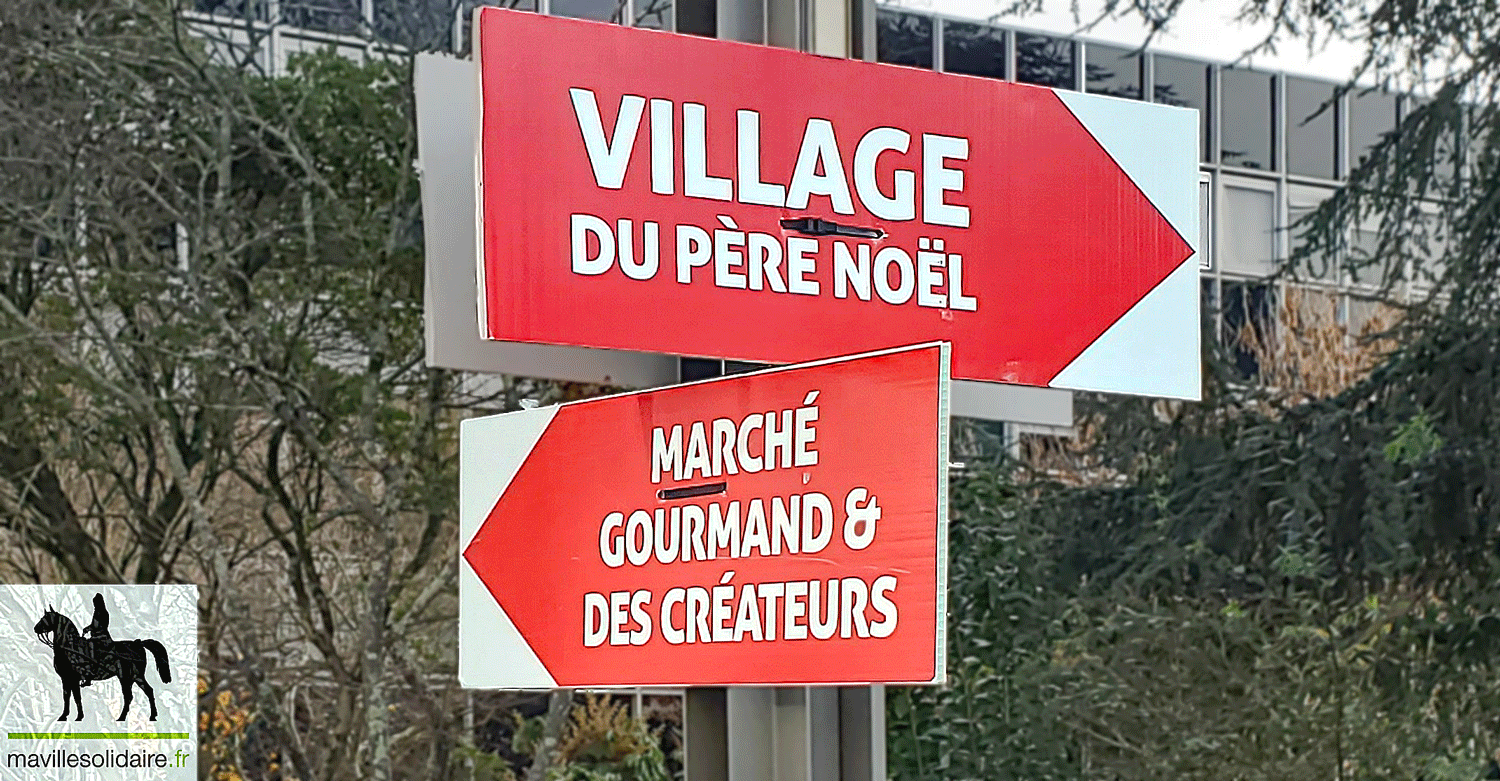 VILLAGE
DU PÈRE NOËL
MARCHÉ
GOURMAND &
DES CRÉATEURS
mavillesolidaire.fr